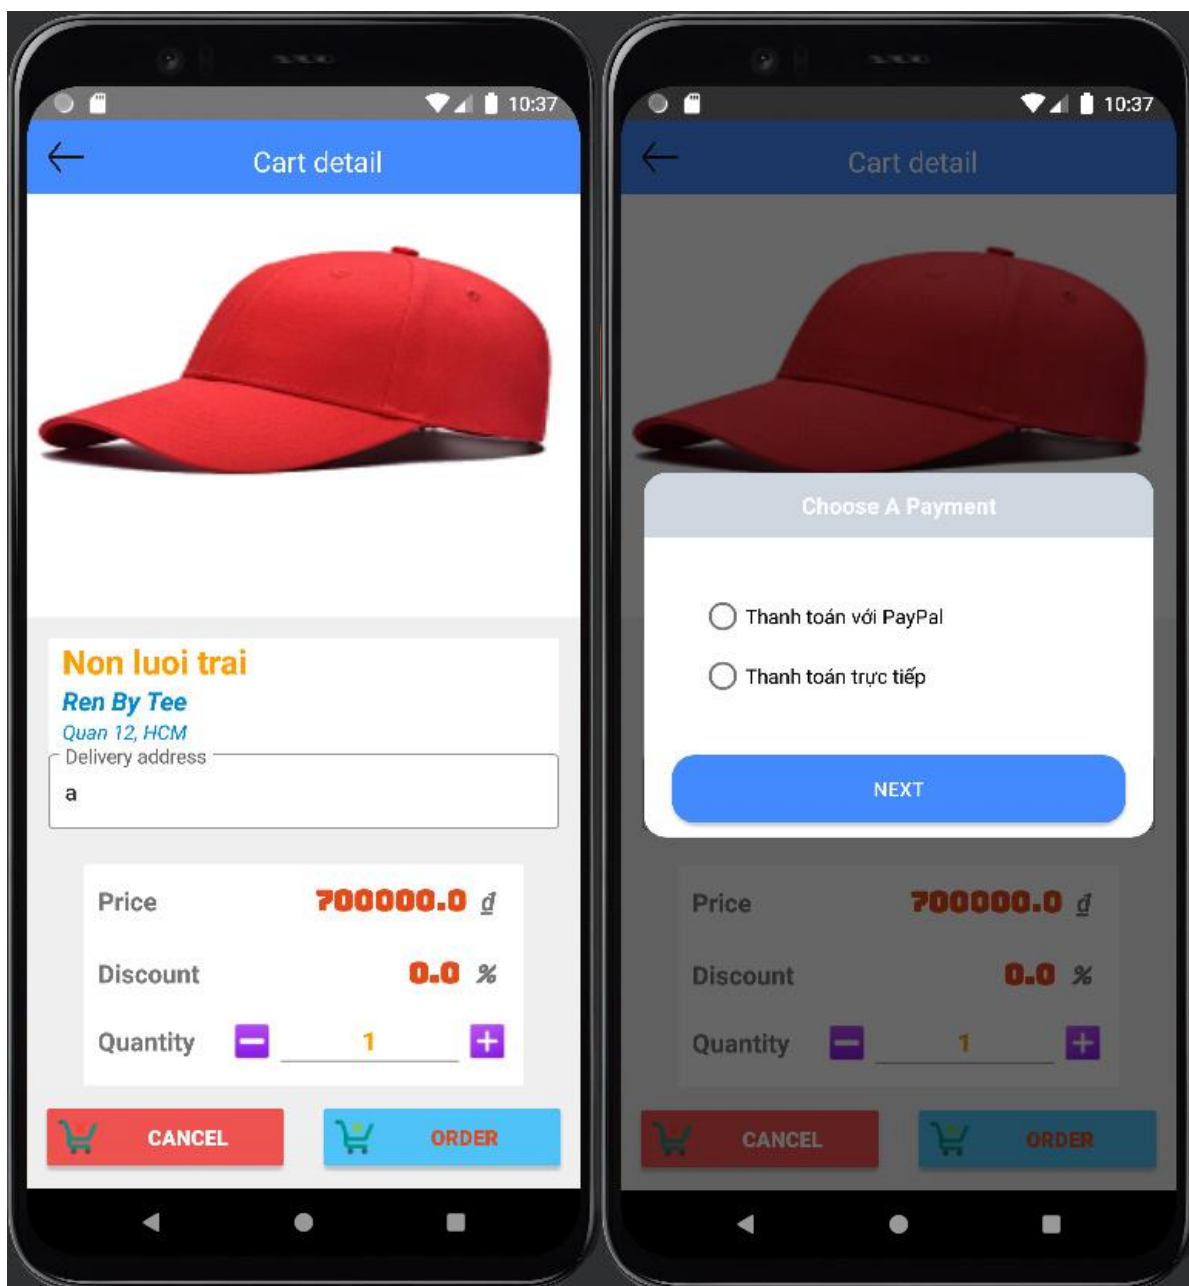 10:37
Cart detail
Non luoi trai
Ren By Tee
Quan 12, HCM
Delivery address
a
Price 700000.0 đ
Discount 0.0 %
Quantity 1
CANCEL ORDER
10:37
Cart detail
Choose A Payment
Thanh toán với PayPal
Thanh toán trực tiếp
NEXT
Price 700000.0 đ
Discount 0.0 %
Quantity 1
CANCEL ORDER